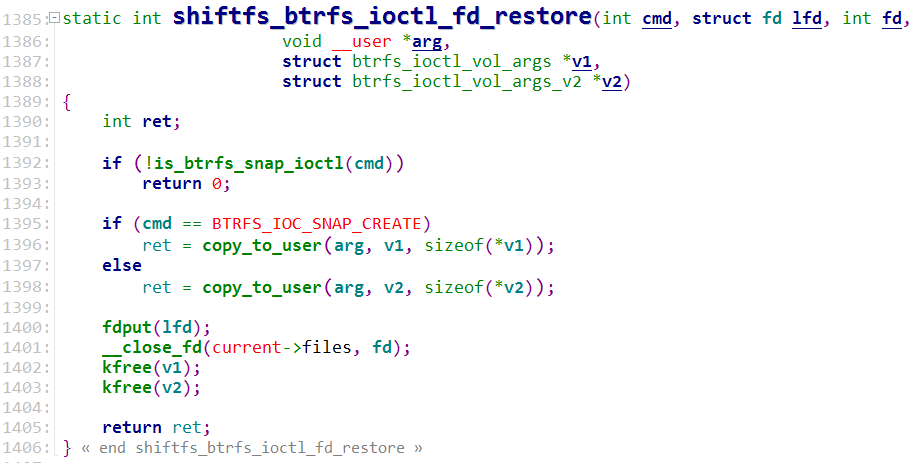 1385: static int shiftfs_btrfs_ioctl_fd_restore(int cmd, struct fd lfd, int fd,
1386: void __user *arg,
1387: struct btrfs_ioctl_vol_args *v1,
1388: struct btrfs_ioctl_vol_args_v2 *v2)
1389: {
1390: int ret;
1391:
1392: if (!is_btrfs_snap_ioctl(cmd))
1393: return 0;
1394:
1395: if (cmd == BTRFS_IOC_SNAP_CREATE)
1396: ret = copy_to_user(arg, v1, sizeof(*v1));
1397: else
1398: ret = copy_to_user(arg, v2, sizeof(*v2));
1399:
1400: fdput(lfd);
1401: __close_fd(current->files, fd);
1402: kfree(v1);
1403: kfree(v2);
1404:
1405: return ret;
1406: } « end shiftfs_btrfs_ioctl_fd_restore »